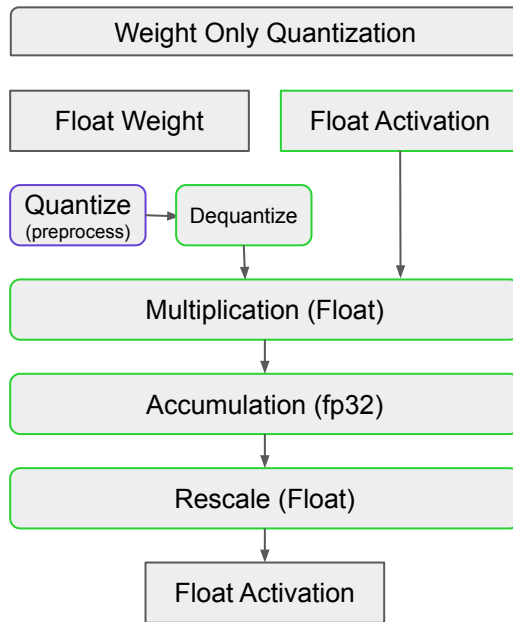 Weight Only Quantization
Float Weight
Float Activation
Quantize
(preprocess)
Dequantize
Multiplication (Float)
Accumulation (fp32)
Rescale (Float)
Float Activation